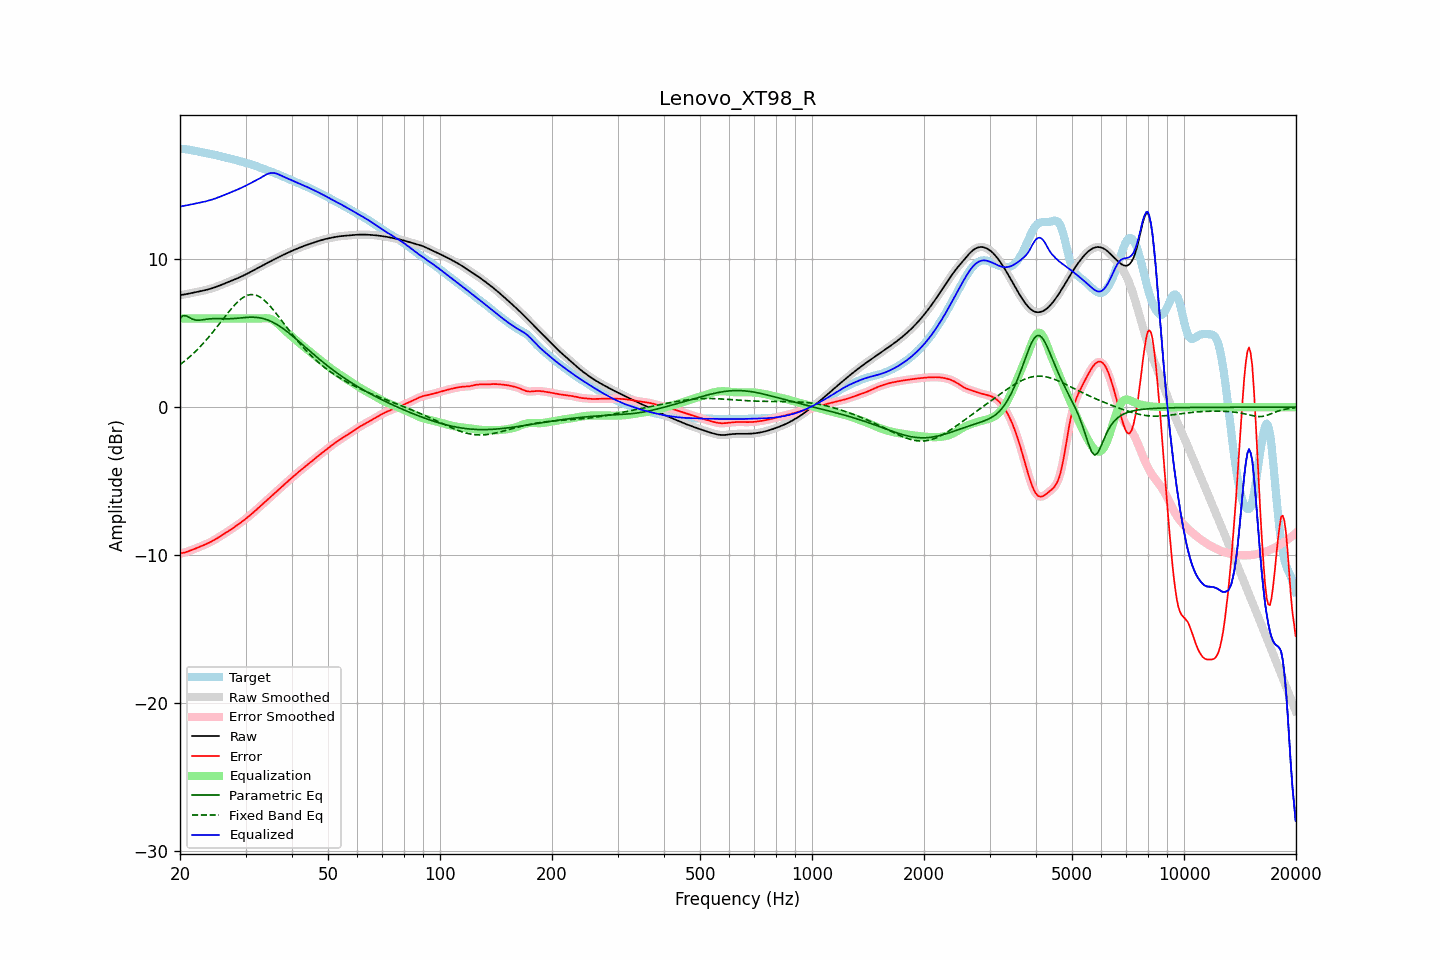 Lenovo_XT98_R
Amplitude (dBr)
10
0
−10
−20
−30
Target
Raw Smoothed
Error Smoothed
Raw
Error
Equalization
Parametric Eq
Fixed Band Eq
Equalized
20 50 100 200 500 1000 2000 5000 10000 20000
Frequency (Hz)